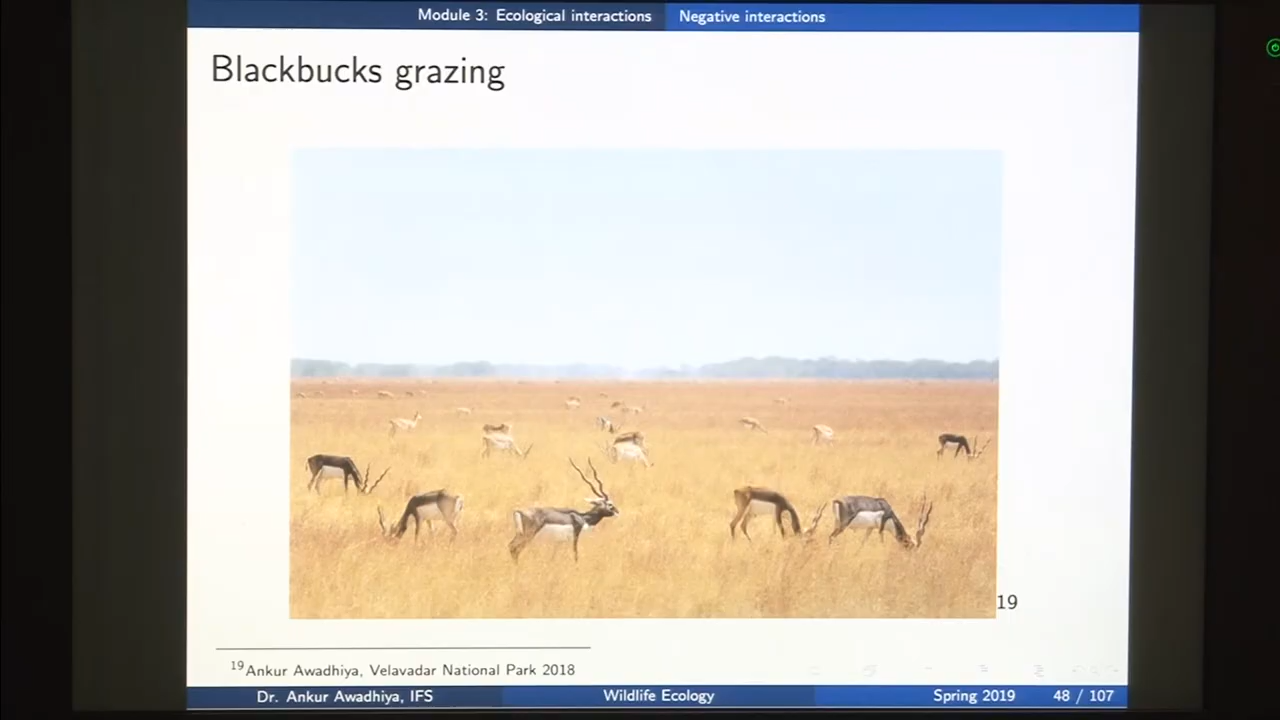 Module 3: Ecological interactions Negative interactions
Blackbucks grazing
19
19Ankur Awadhiya, Velavadar National Park 2018
Dr. Ankur Awadhiya, IFS Wildlife Ecology Spring 2019 48 / 107